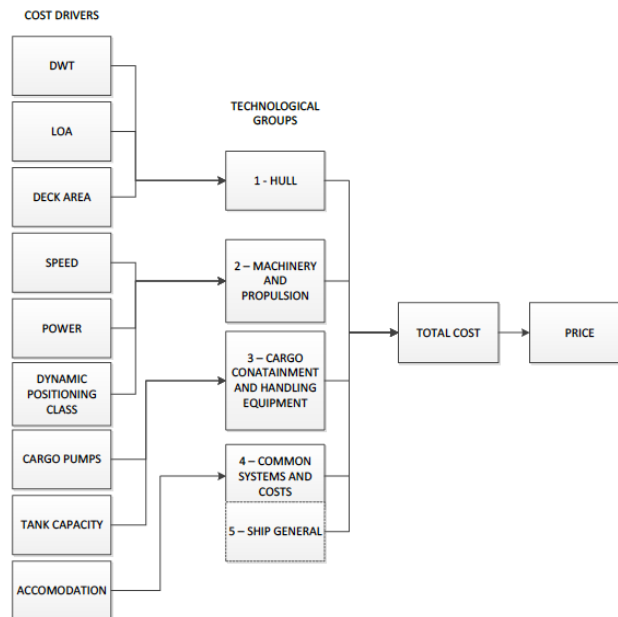 COST DRIVERS
DWT
LOA
DECK AREA
SPEED
POWER
DYNAMIC
POSITIONING
CLASS
CARGO PUMPS
TANK CAPACITY
ACCOMODATION
TECHNOLOGICAL
GROUPS
1 - HULL
2 – MACHINERY
AND
PROPULSION
3 – CARGO
CONATAINMENT
AND HANDLING
EQUIPMENT
4 – COMMON
SYSTEMS AND
COSTS
5 – SHIP GENERAL
TOTAL COST
PRICE